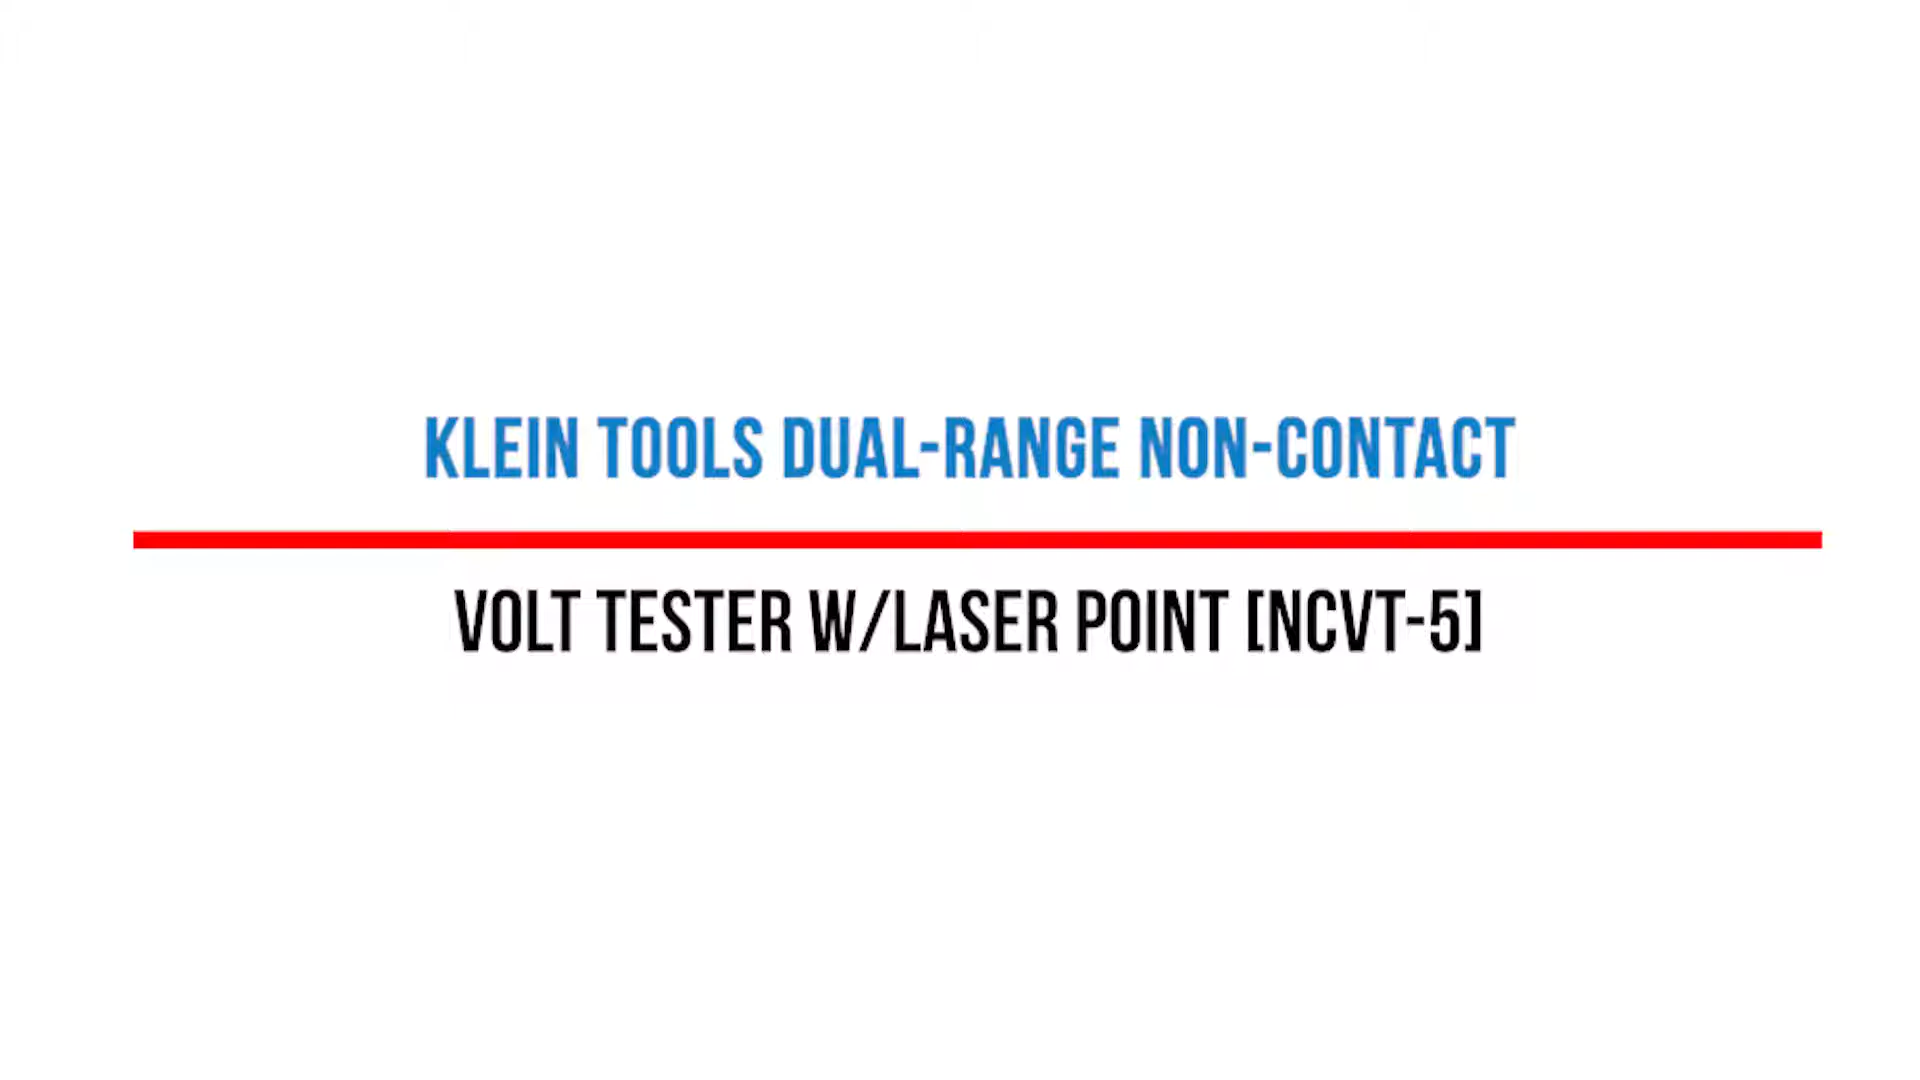 KLEIN TOOLS DUAL-RANGE NON-CONTACT
VOLT TESTER W/LASER POINT [NCVT-5]